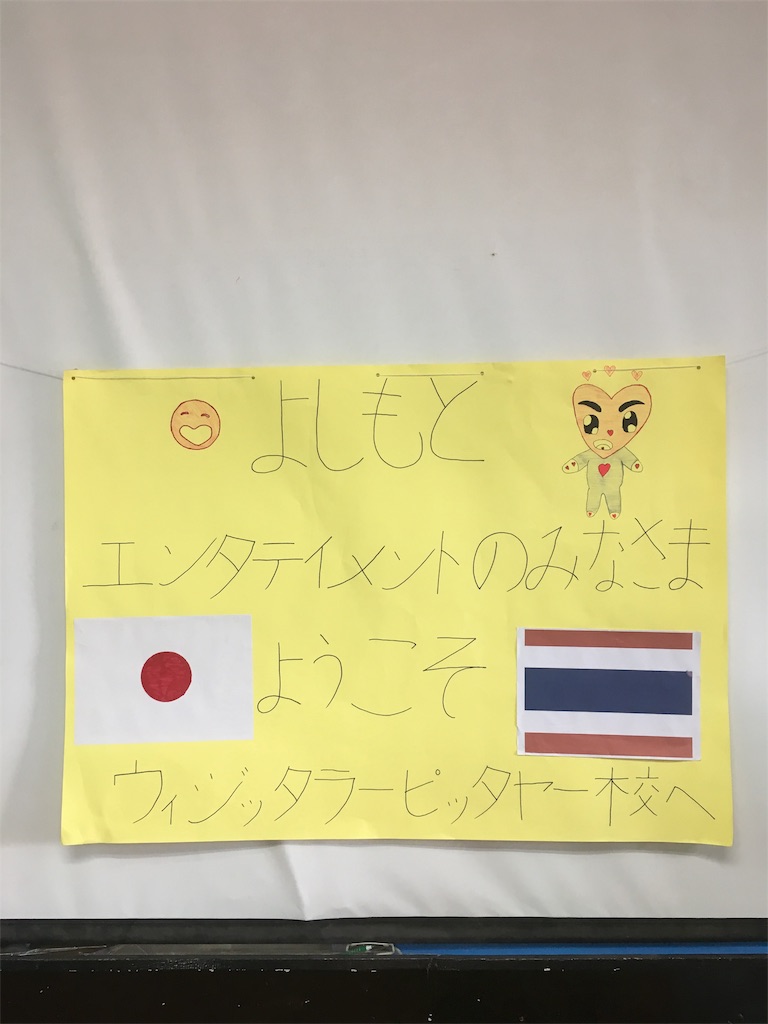 よしもと
エンタテイメントのみなさま
ようこそ
ウィジッタラーピッタヤー校へ